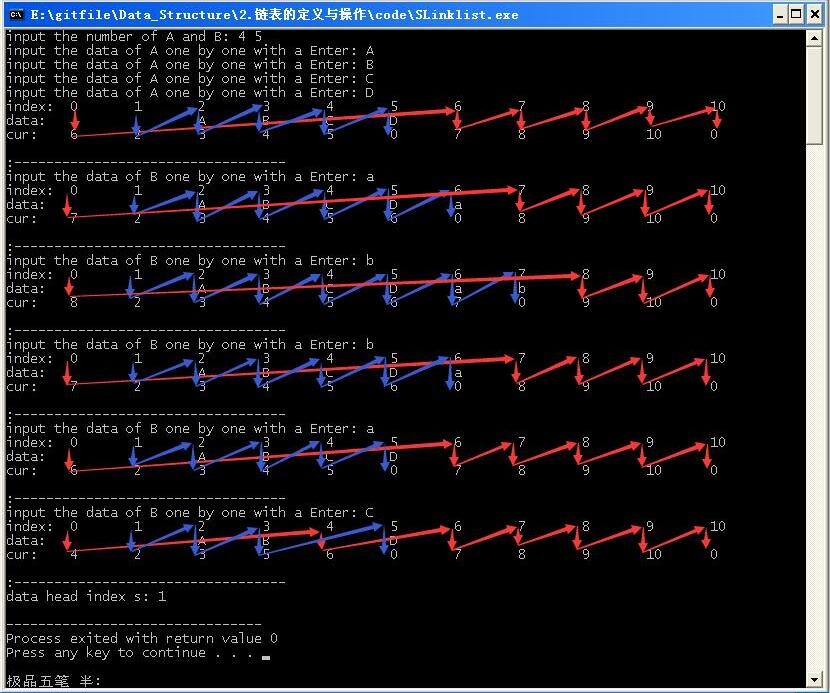 E:\gitfile\Data_Structure\2.链表的定义与操作\code\SLinklist.exe
input the number of A and B: 4 5
input the data of A one by one with a Enter: A
input the data of A one by one with a Enter: B
input the data of A one by one with a Enter: C
input the data of A one by one with a Enter: D
index: 0 1 2 3 4 5 6 7 8 9 10
data: A B C D
cur: 6 2 3 4 5 0 7 8 9 10 0
:----------------------------------
input the data of B one by one with a Enter: a
index: 0 1 2 3 4 5 6 7 8 9 10
data: A B C D a
cur: 7 2 3 4 5 6 0 8 9 10 0
:----------------------------------
input the data of B one by one with a Enter: b
index: 0 1 2 3 4 5 6 7 8 9 10
data: A B C D a b
cur: 8 2 3 4 5 6 7 0 9 10 0
:----------------------------------
input the data of B one by one with a Enter: b
index: 0 1 2 3 4 5 6 7 8 9 10
data: A B C D a
cur: 7 2 3 4 5 6 0 8 9 10 0
:----------------------------------
input the data of B one by one with a Enter: a
index: 0 1 2 3 4 5 6 7 8 9 10
data: A B C D
cur: 6 2 3 4 5 0 7 8 9 10 0
:----------------------------------
input the data of B one by one with a Enter: C
index: 0 1 2 3 4 5 6 7 8 9 10
data: A B D
cur: 4 2 3 5 6 0 7 8 9 10 0
:----------------------------------
data head index s: 1
--------------------------------
Process exited with return value 0
Press any key to continue . . .
极品五笔 半: